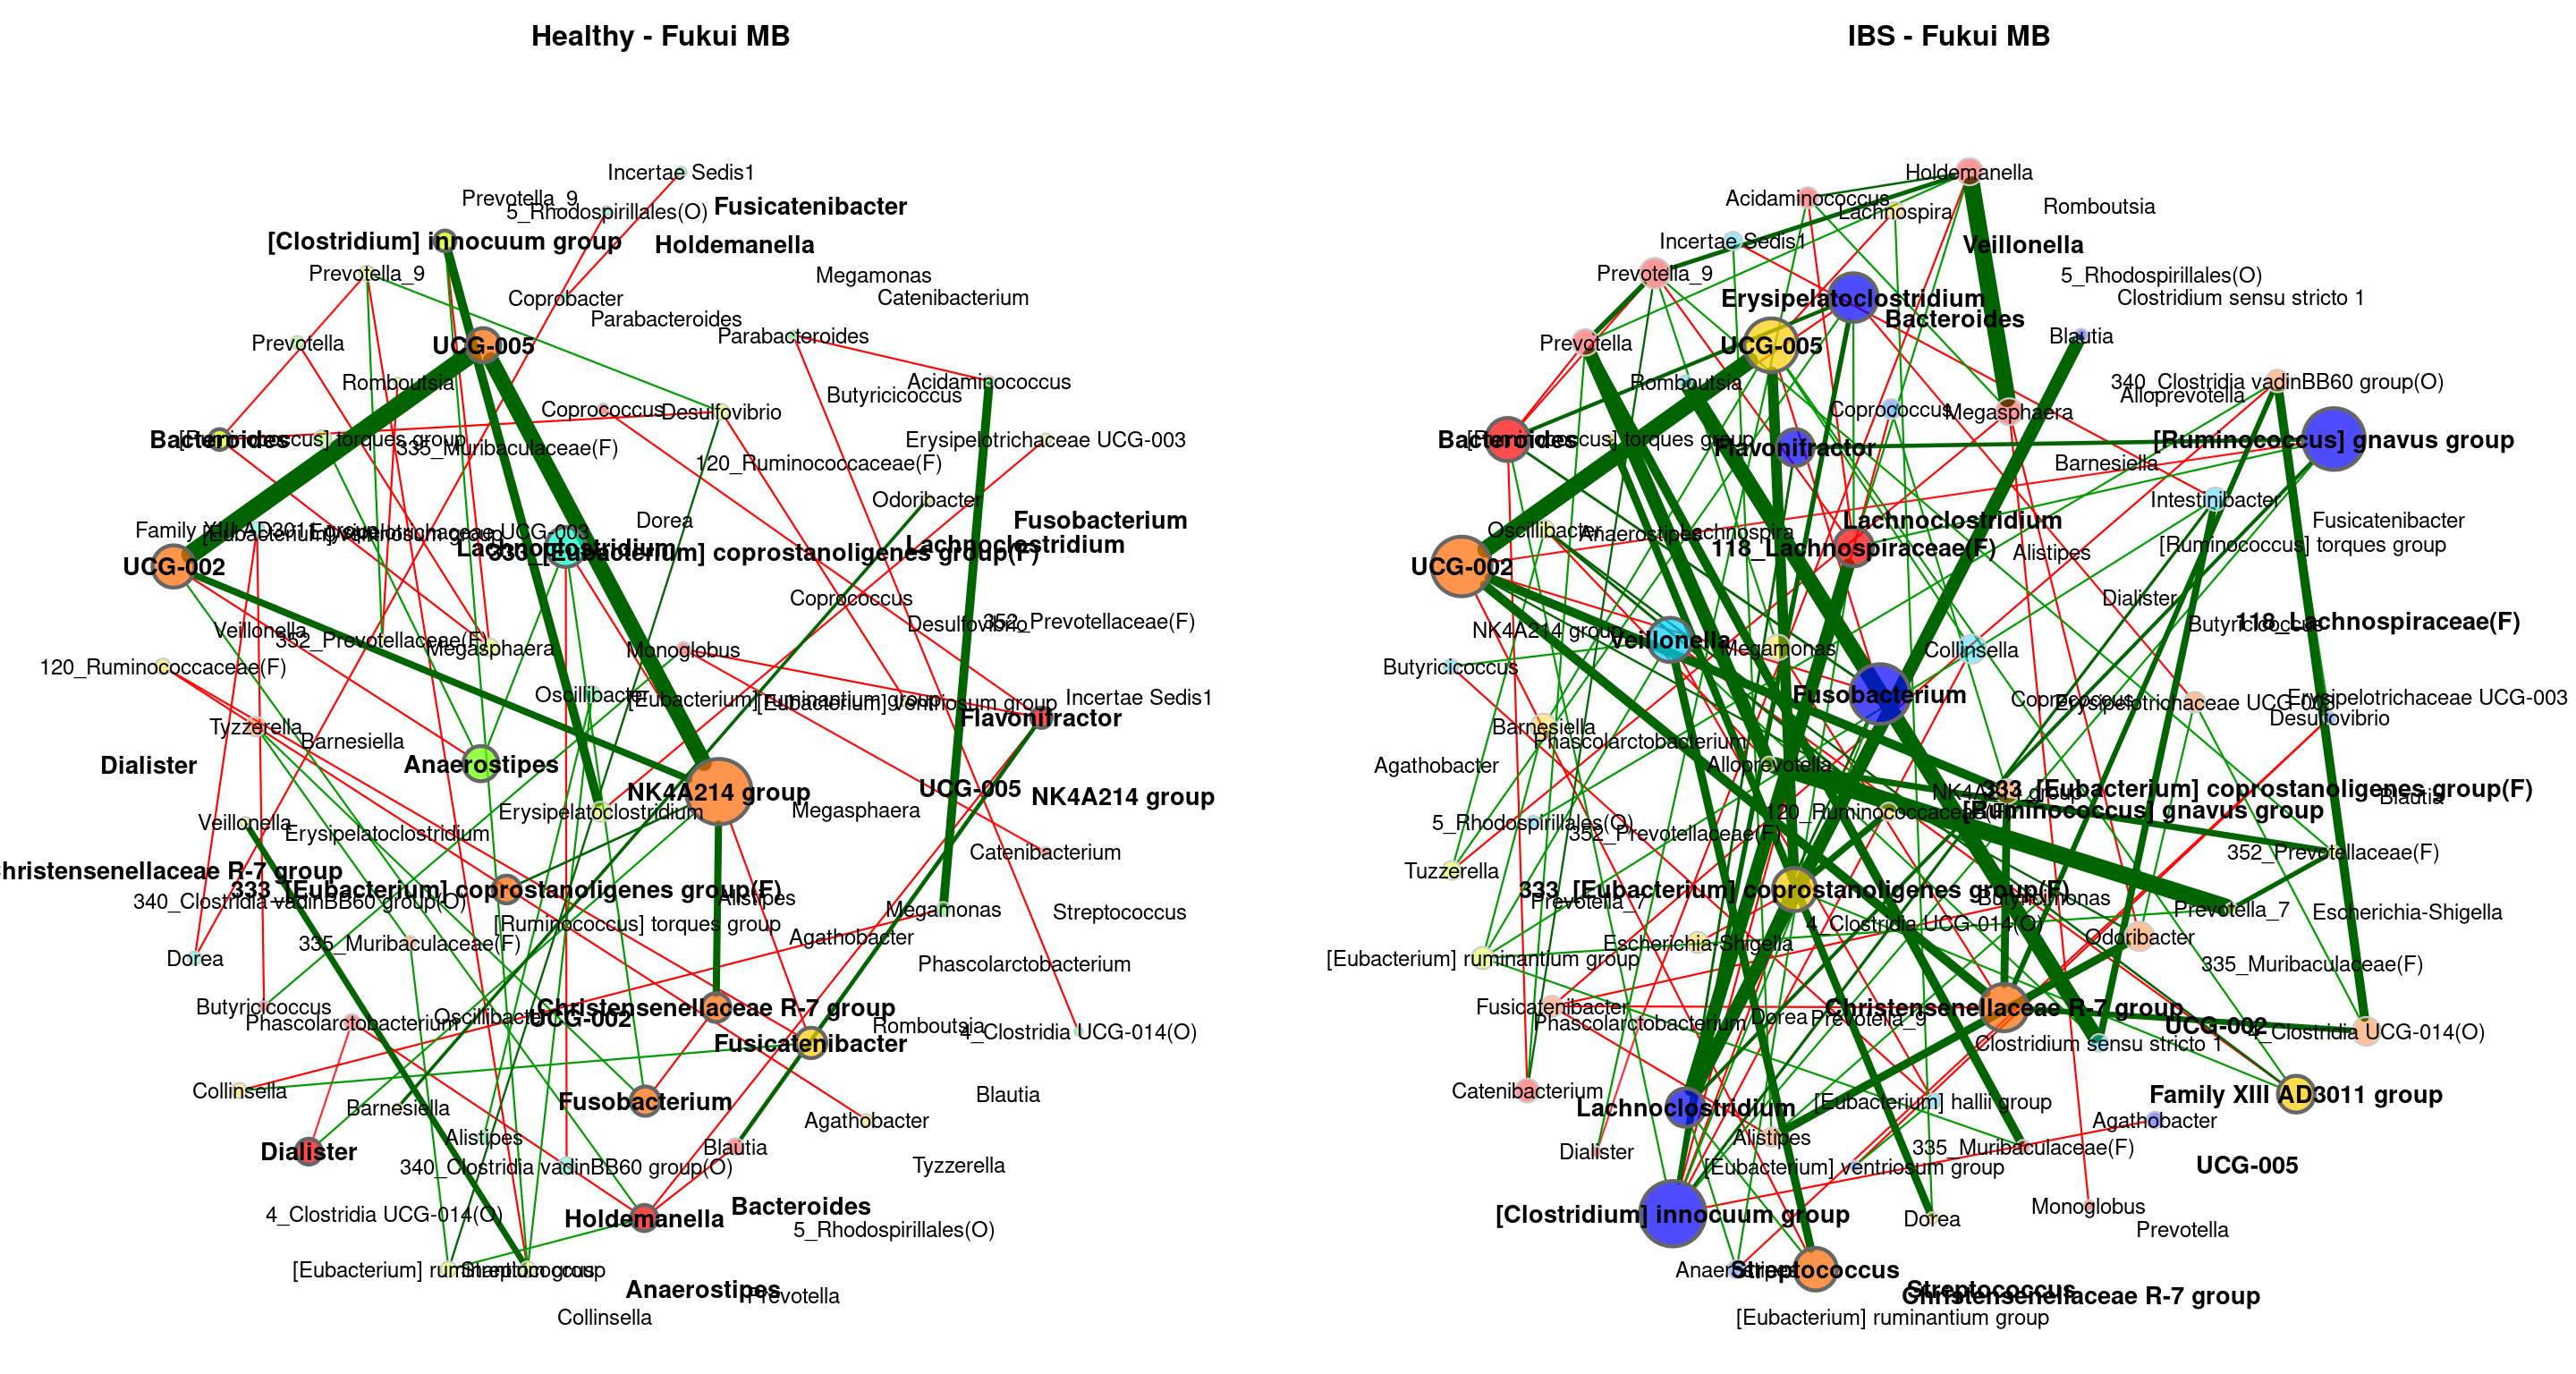 Healthy - Fukui MB
Incertae Sedis1
Prevotella_9
5_Rhodospirillales(O)
Fusicatenibacter
[Clostridium] innocuum group
Holdemanella
Prevotella_9
Megamonas
Coprobacter
Catenibacterium
Parabacteroides
Parabacteroides
Prevotella
UCG-005
Romboutsia
Acidaminococcus
Butyricicoccus
Coprococcus
Desulfovibrio
Bacteroides
[Ruminococcus] torques group
335_Muribaculaceae(F)
Erysipelotrichaceae UCG-003
120_Ruminococcaceae(F)
Odoribacter
Dorea
Fusobacterium
Family XIII AD3011 group
[Eubacterium] ventriosum group
Erysipelotrichaceae UCG-003
Lachnoclostridium
333_[Eubacterium] coprostanoligenes group(F)
Lachnoclostridium
UCG-002
Coprococcus
Veillonella
352_Prevotellaceae(F)
Megasphaera
Monoglobus
Desulfovibrio
352_Prevotellaceae(F)
120_Ruminococcaceae(F)
Oscillibacter
[Eubacterium] ruminantium group
[Eubacterium] ventriosum group
Incertae Sedis1
Flavonifractor
Tyzzerella
Barnesiella
Dialister
Anaerostipes
NK4A214 group
UCG-005
NK4A214 group
Veillonella
Erysipelatoclostridium
Erysipelatoclostridium
Megasphaera
Catenibacterium
Christensenellaceae R-7 group
333_[Eubacterium] coprostanoligenes group(F)
340_Clostridia vadinBB60 group(O)
Alistipes
Megamonas
Streptococcus
[Ruminococcus] torques group
335_Muribaculaceae(F)
Agathobacter
Dorea
Phascolarctobacterium
Butyricicoccus
Phascolarctobacterium
Oscillibacter
UCG-002
Christensenellaceae R-7 group
Fusicatenibacter
Romboutsia
4_Clostridia UCG-014(O)
Collinsella
Barnesiella
Fusobacterium
Blautia
Agathobacter
Dialister
Alistipes
Blautia
340_Clostridia vadinBB60 group(O)
Tyzzerella
4_Clostridia UCG-014(O)
Holdemanella
Bacteroides
5_Rhodospirillales(O)
[Eubacterium] ruminantium group
Streptococcus
Anaerostipes
Prevotella
Collinsella
IBS - Fukui MB
Holdemanella
Acidaminococcus
Lachnospira
Romboutsia
Incertae Sedis1
Veillonella
Prevotella_9
5_Rhodospirillales(O)
Erysipelatoclostridium
Clostridium sensu stricto 1
Bacteroides
Prevotella
UCG-005
Blautia
Romboutsia
340_Clostridia vadinBB60 group(O)
Alloprevotella
Coprococcus
Megasphaera
Bacteroides
[Ruminococcus] torques group
Flavonifractor
[Ruminococcus] gnavus group
Barnesiella
Intestinibacter
Oscillibacter
Anaerostipes
Lachnospira
Lachnoclostridium
Fusicatenibacter
118_Lachnospiraceae(F)
Alistipes
[Ruminococcus] torques group
UCG-002
Dialister
NK4A214 group
Veillonella
Megamonas
Collinsella
Butyricicoccus
118_Lachnospiraceae(F)
Butyricicoccus
Fusobacterium
Coprococcus
Erysipelotrichaceae UCG-003
Erysipelotrichaceae UCG-003
Desulfovibrio
Barnesiella
Phascolarctobacterium
Agathobacter
Alloprevotella
NK4A214 group
333_[Eubacterium] coprostanoligenes group(F)
Blautia
120_Ruminococcaceae(F)
[Ruminococcus] gnavus group
5_Rhodospirillales(O)
352_Prevotellaceae(F)
352_Prevotellaceae(F)
Tuzzerella
333_[Eubacterium] coprostanoligenes group(F)
Prevotella_7
Butyricimonas
Prevotella_7
Escherichia-Shigella
4_Clostridia UCG-014(O)
Escherichia-Shigella
Odoribacter
[Eubacterium] ruminantium group
335_Muribaculaceae(F)
Fusicatenibacter
Phascolarctobacterium
Dorea
Prevotella_9
Christensenellaceae R-7 group
UCG-002
4_Clostridia UCG-014(O)
Clostridium sensu stricto 1
Catenibacterium
Lachnoclostridium
[Eubacterium] hallii group
Family XIII AD3011 group
Agathobacter
Dialister
Alistipes
335_Muribaculaceae(F)
[Eubacterium] ventriosum group
UCG-005
[Clostridium] innocuum group
Dorea
Monoglobus
Prevotella
Anaerostipes
Streptococcus
Streptococcus
Christensenellaceae R-7 group
[Eubacterium] ruminantium group